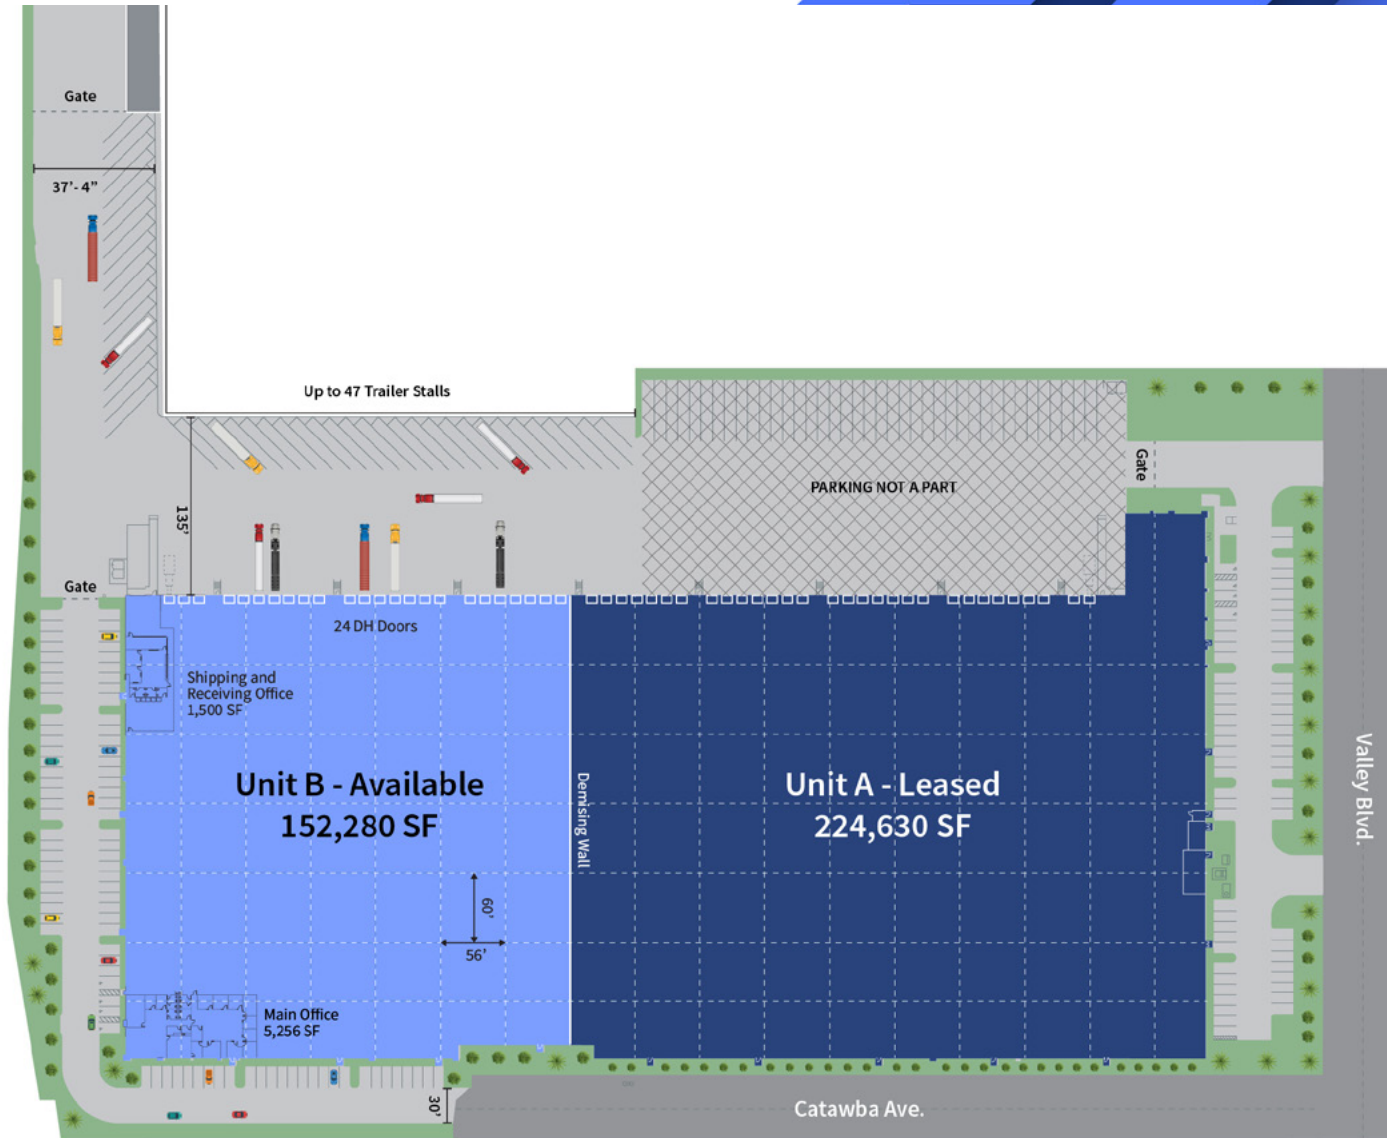 Gate
37'- 4"
Up to 47 Trailer Stalls
Gate
PARKING NOT A PART
135'
Gate
24 DH Doors
Shipping and
Receiving Office
1,500 SF
Unit B - Available
152,280 SF
Demising Wall
Unit A - Leased
224,630 SF
Valley Blvd.
60'
56'
Main Office
5,256 SF
30'
Catawba Ave.